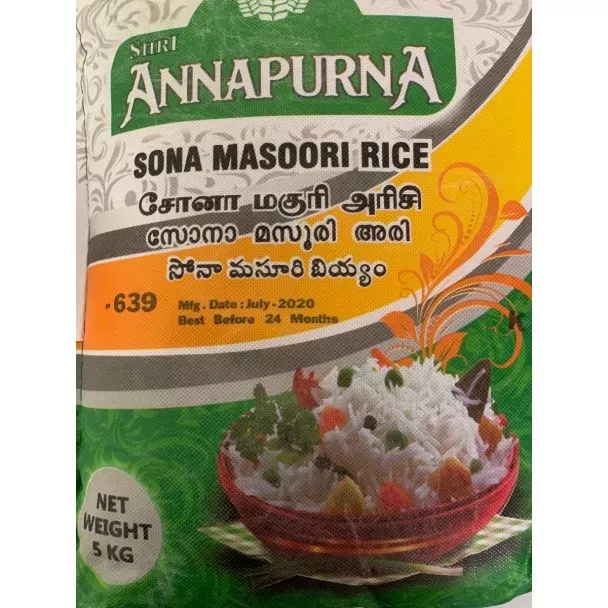 SHRI
ANNAPURNA
SONA MASOORI RICE
சோனா மசூரி அரிசி
സോനാ മസൂരി അരി
సోనా మసూరి బియ్యం
639
Mfg. Date : July - 2020
Best Before 24 Months
K
NET
WEIGHT
5 KG